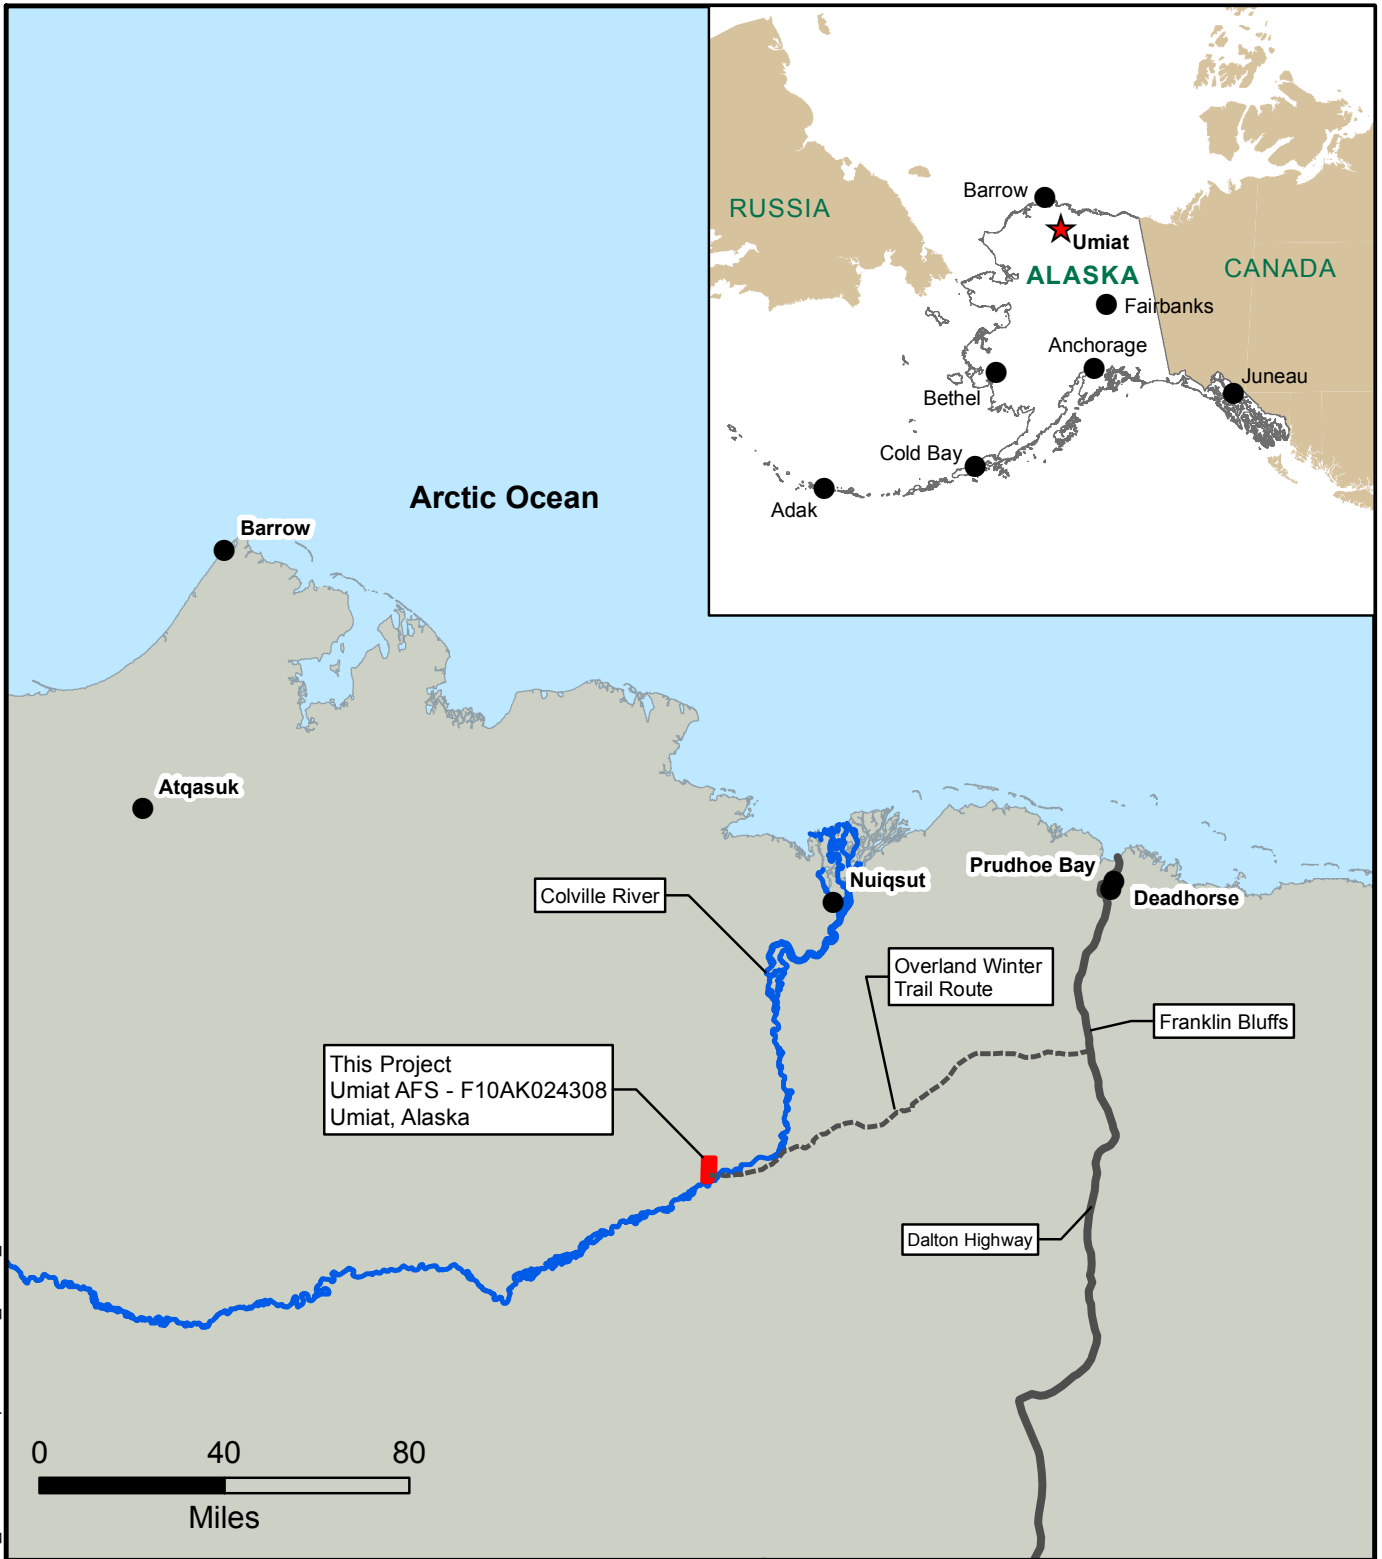 Barrow
RUSSIA
Umiat
ALASKA
CANADA
Fairbanks
Anchorage
Juneau
Bethel
Cold Bay
Adak
Arctic Ocean
Barrow
Atqasuk
Prudhoe Bay
Nuiqsut
Deadhorse
Colville River
Overland Winter
Trail Route
Franklin Bluffs
This Project
Umiat AFS - F10AK024308
Umiat, Alaska
Dalton Highway
0 40 80
Miles